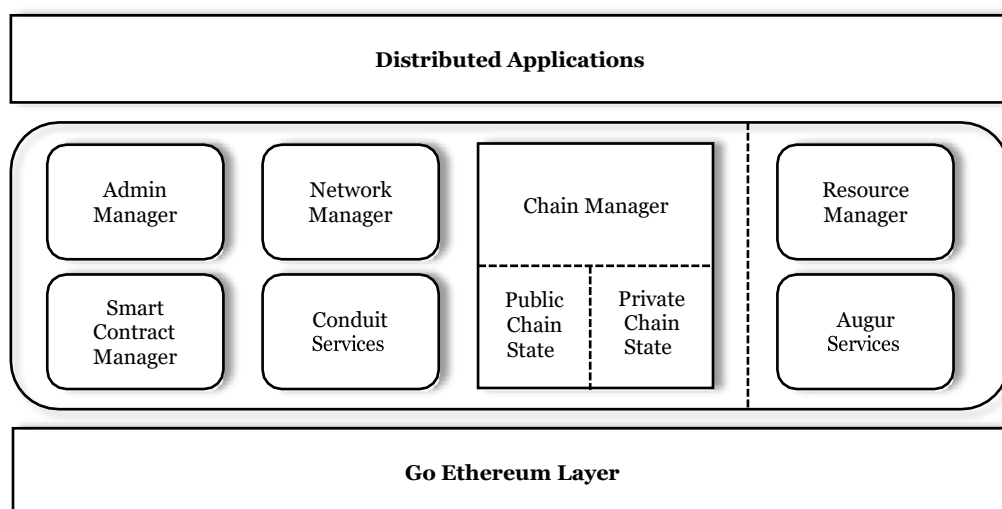 Distributed Applications
Admin
Manager
Network
Manager
Chain Manager
Resource
Manager
Smart
Contract
Manager
Conduit
Services
Public
Chain
State
Private
Chain
State
Augur
Services
Go Ethereum Layer